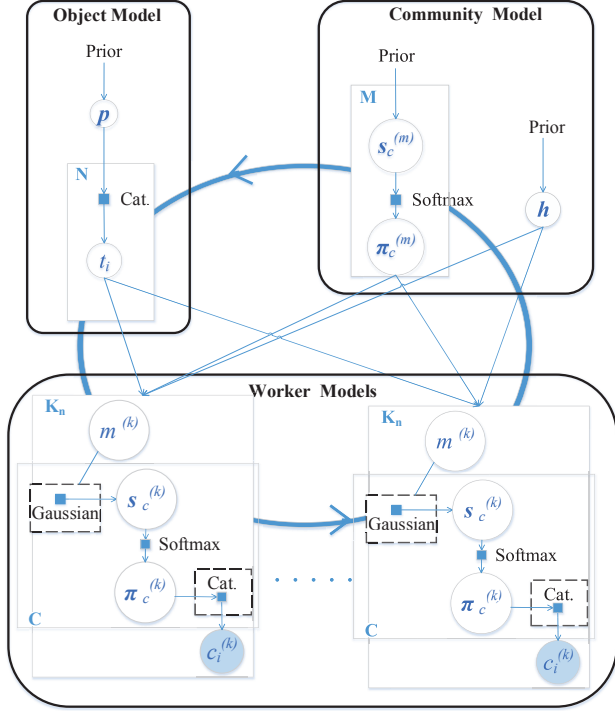 Object Model
Community Model
Prior
Prior
M
p
s_c^(m)
Prior
N
Cat.
Softmax
h
t_i
π_c^(m)
Worker Models
K_n
K_n
m^(k)
m^(k)
s_c^(k)
s_c^(k)
Gaussian
Gaussian
Softmax
Softmax
π_c^(k)
Cat.
π_c^(k)
Cat.
C
C
c_i^(k)
c_i^(k)